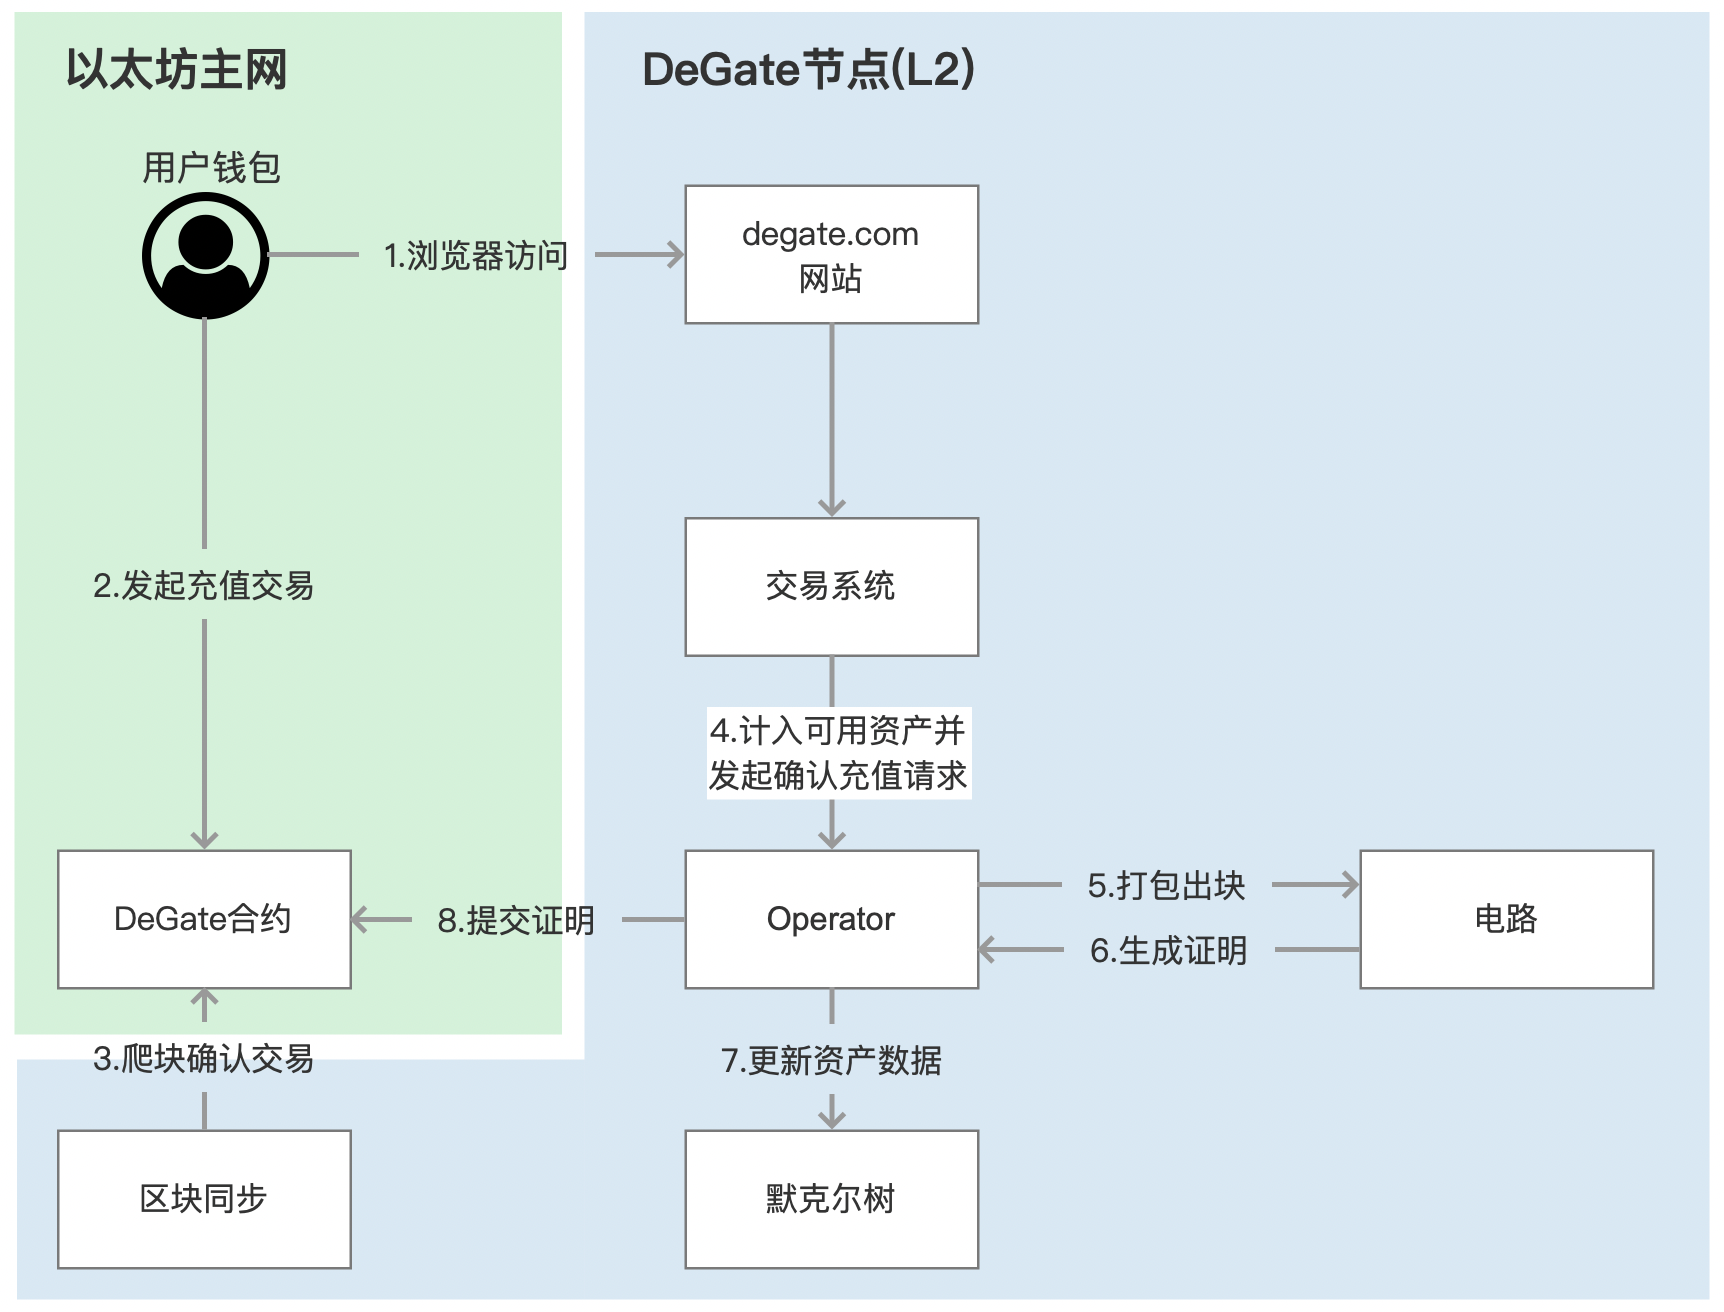 以太坊主网
DeGate节点(L2)
用户钱包
1.浏览器访问
degate.com
网站
2.发起充值交易
交易系统
4.计入可用资产并
发起确认充值请求
DeGate合约
8.提交证明
Operator
5.打包出块
6.生成证明
电路
3.爬块确认交易
7.更新资产数据
区块同步
默克尔树